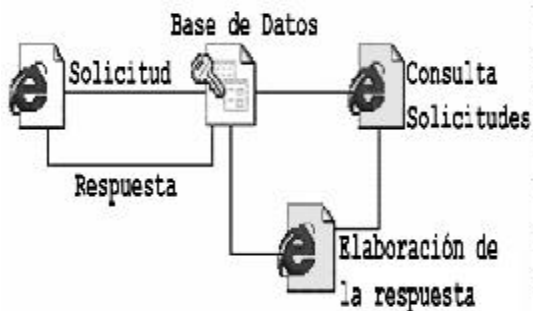 Base de Datos
Solicitud
Consulta
Solicitudes
Respuesta
Elaboración de
la respuesta